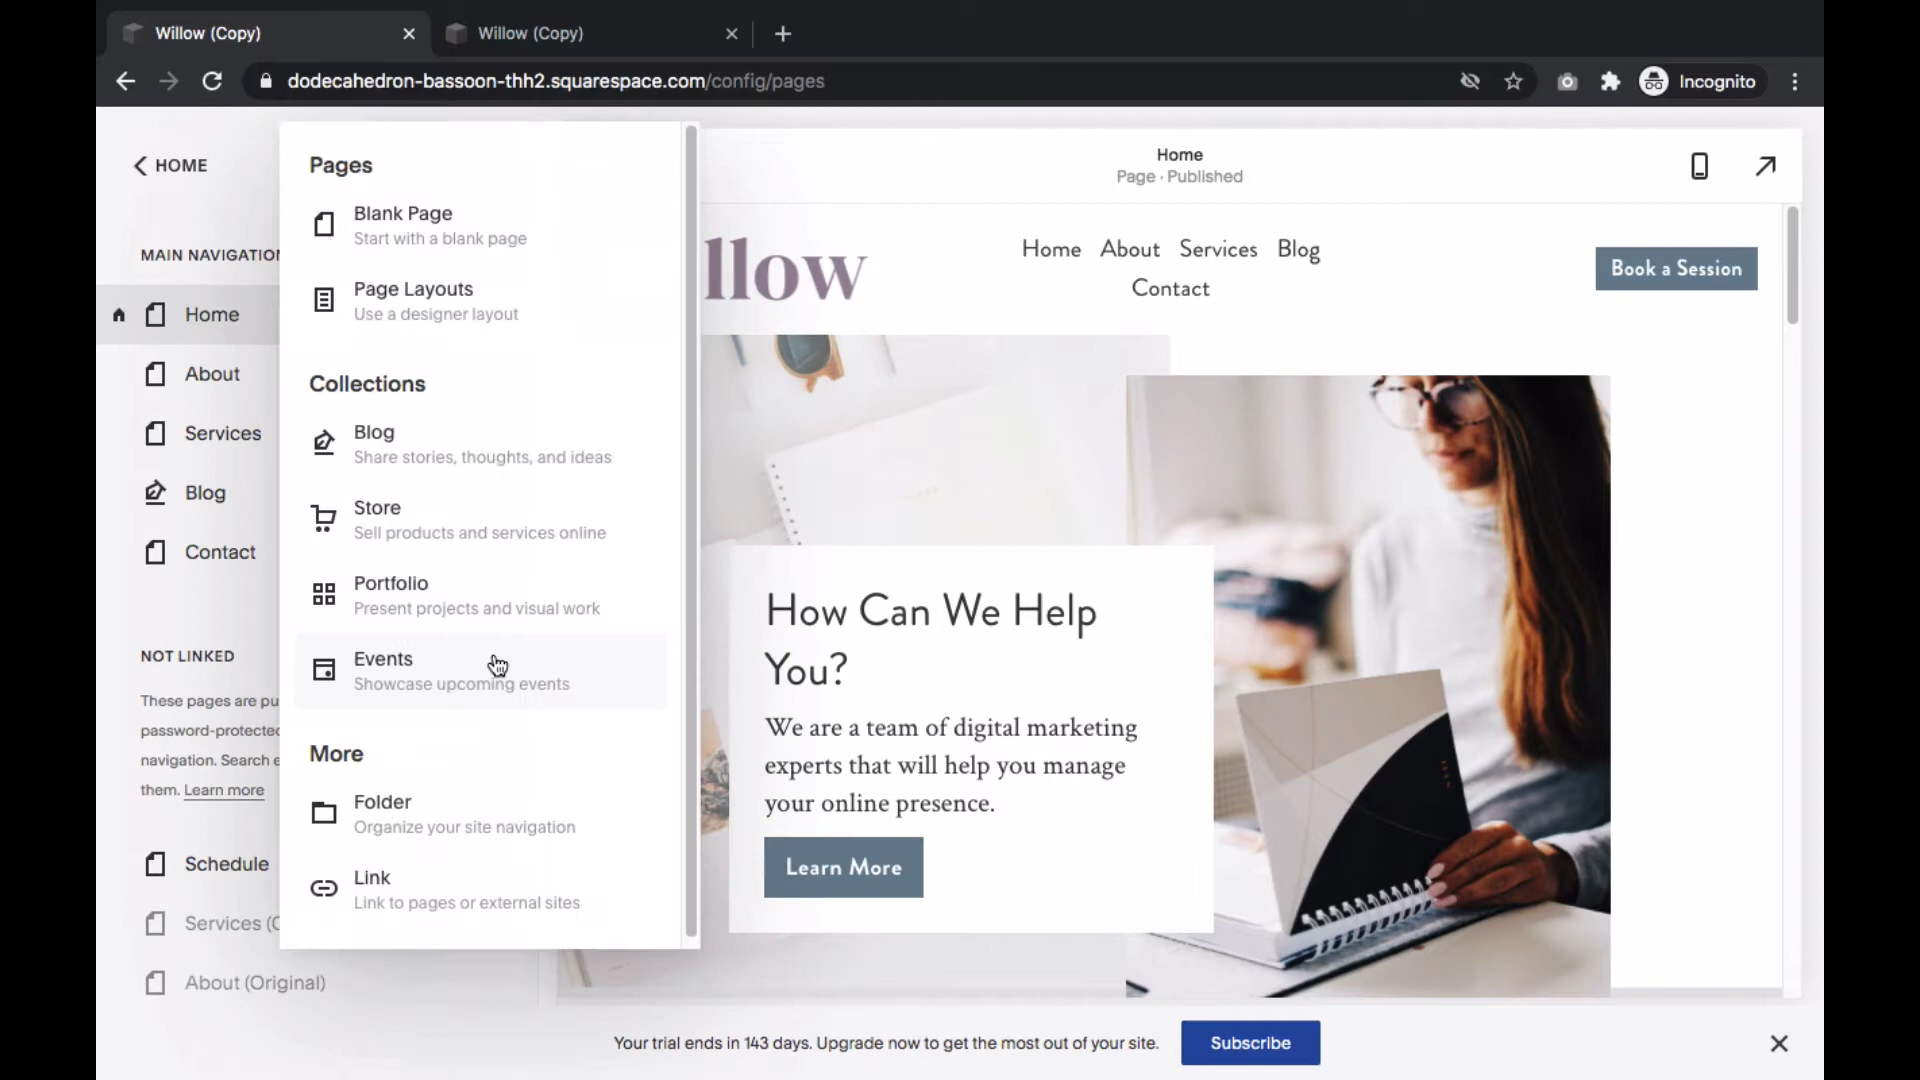 Willow (Copy)
Willow (Copy)
dodecahedron-bassoon-thh2.squarespace.com/config/pages
Incognito
HOME
MAIN NAVIGATION
Home
About
Services
Blog
Contact
NOT LINKED
These pages are pu
password-protected
navigation. Search e
them. Learn more
Schedule
Services (
About (Original)
Pages
Blank Page
Start with a blank page
Page Layouts
Use a designer layout
Collections
Blog
Share stories, thoughts, and ideas
Store
Sell products and services online
Portfolio
Present projects and visual work
Events
Showcase upcoming events
More
Folder
Organize your site navigation
Link
Link to pages or external sites
Home
Page · Published
llow
Home About Services Blog
Contact
Book a Session
How Can We Help
You?
We are a team of digital marketing
experts that will help you manage
your online presence.
Learn More
Your trial ends in 143 days. Upgrade now to get the most out of your site.
Subscribe